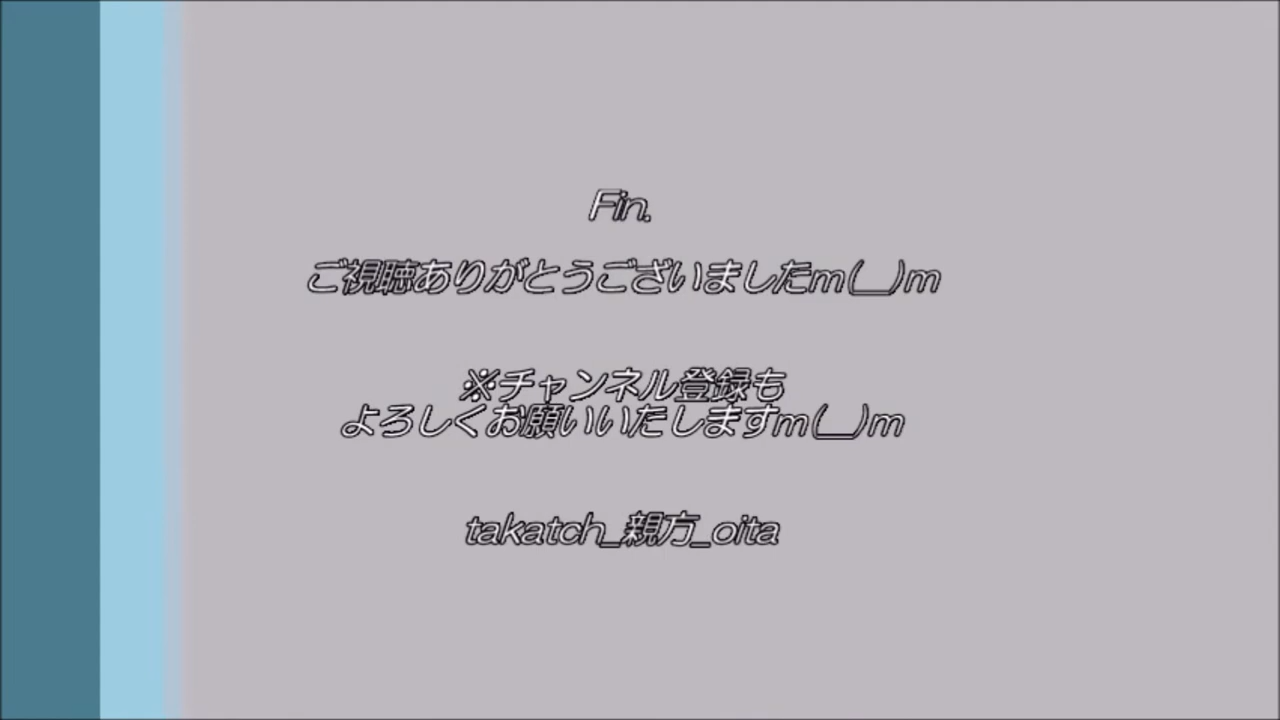 Fin.
ご視聴ありがとうございましたm(__)m
※チャンネル登録も
よろしくお願いいたしますm(__)m
takatch_親方_oita